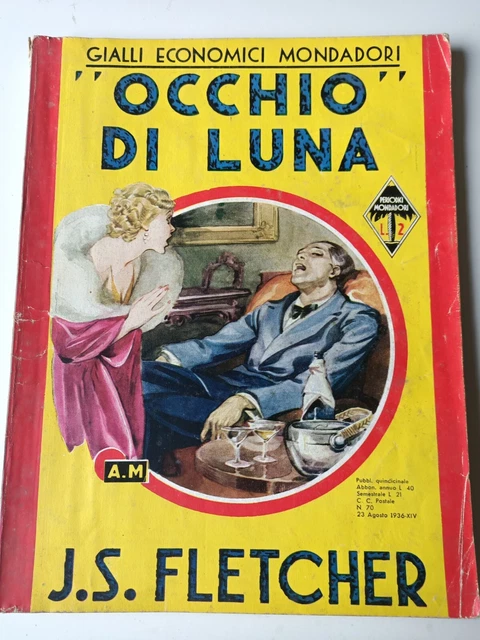 GIALLI ECONOMICI MONDADORI
"OCCHIO"
DI LUNA
PERIODICI
MONDADORI
L. 2
A.M
Pubbl. quindicinale
Abbon. annuo L. 40
Semestrale L. 21
C. C. Postale
N. 70
23 Agosto 1936-XIV
J.S. FLETCHER